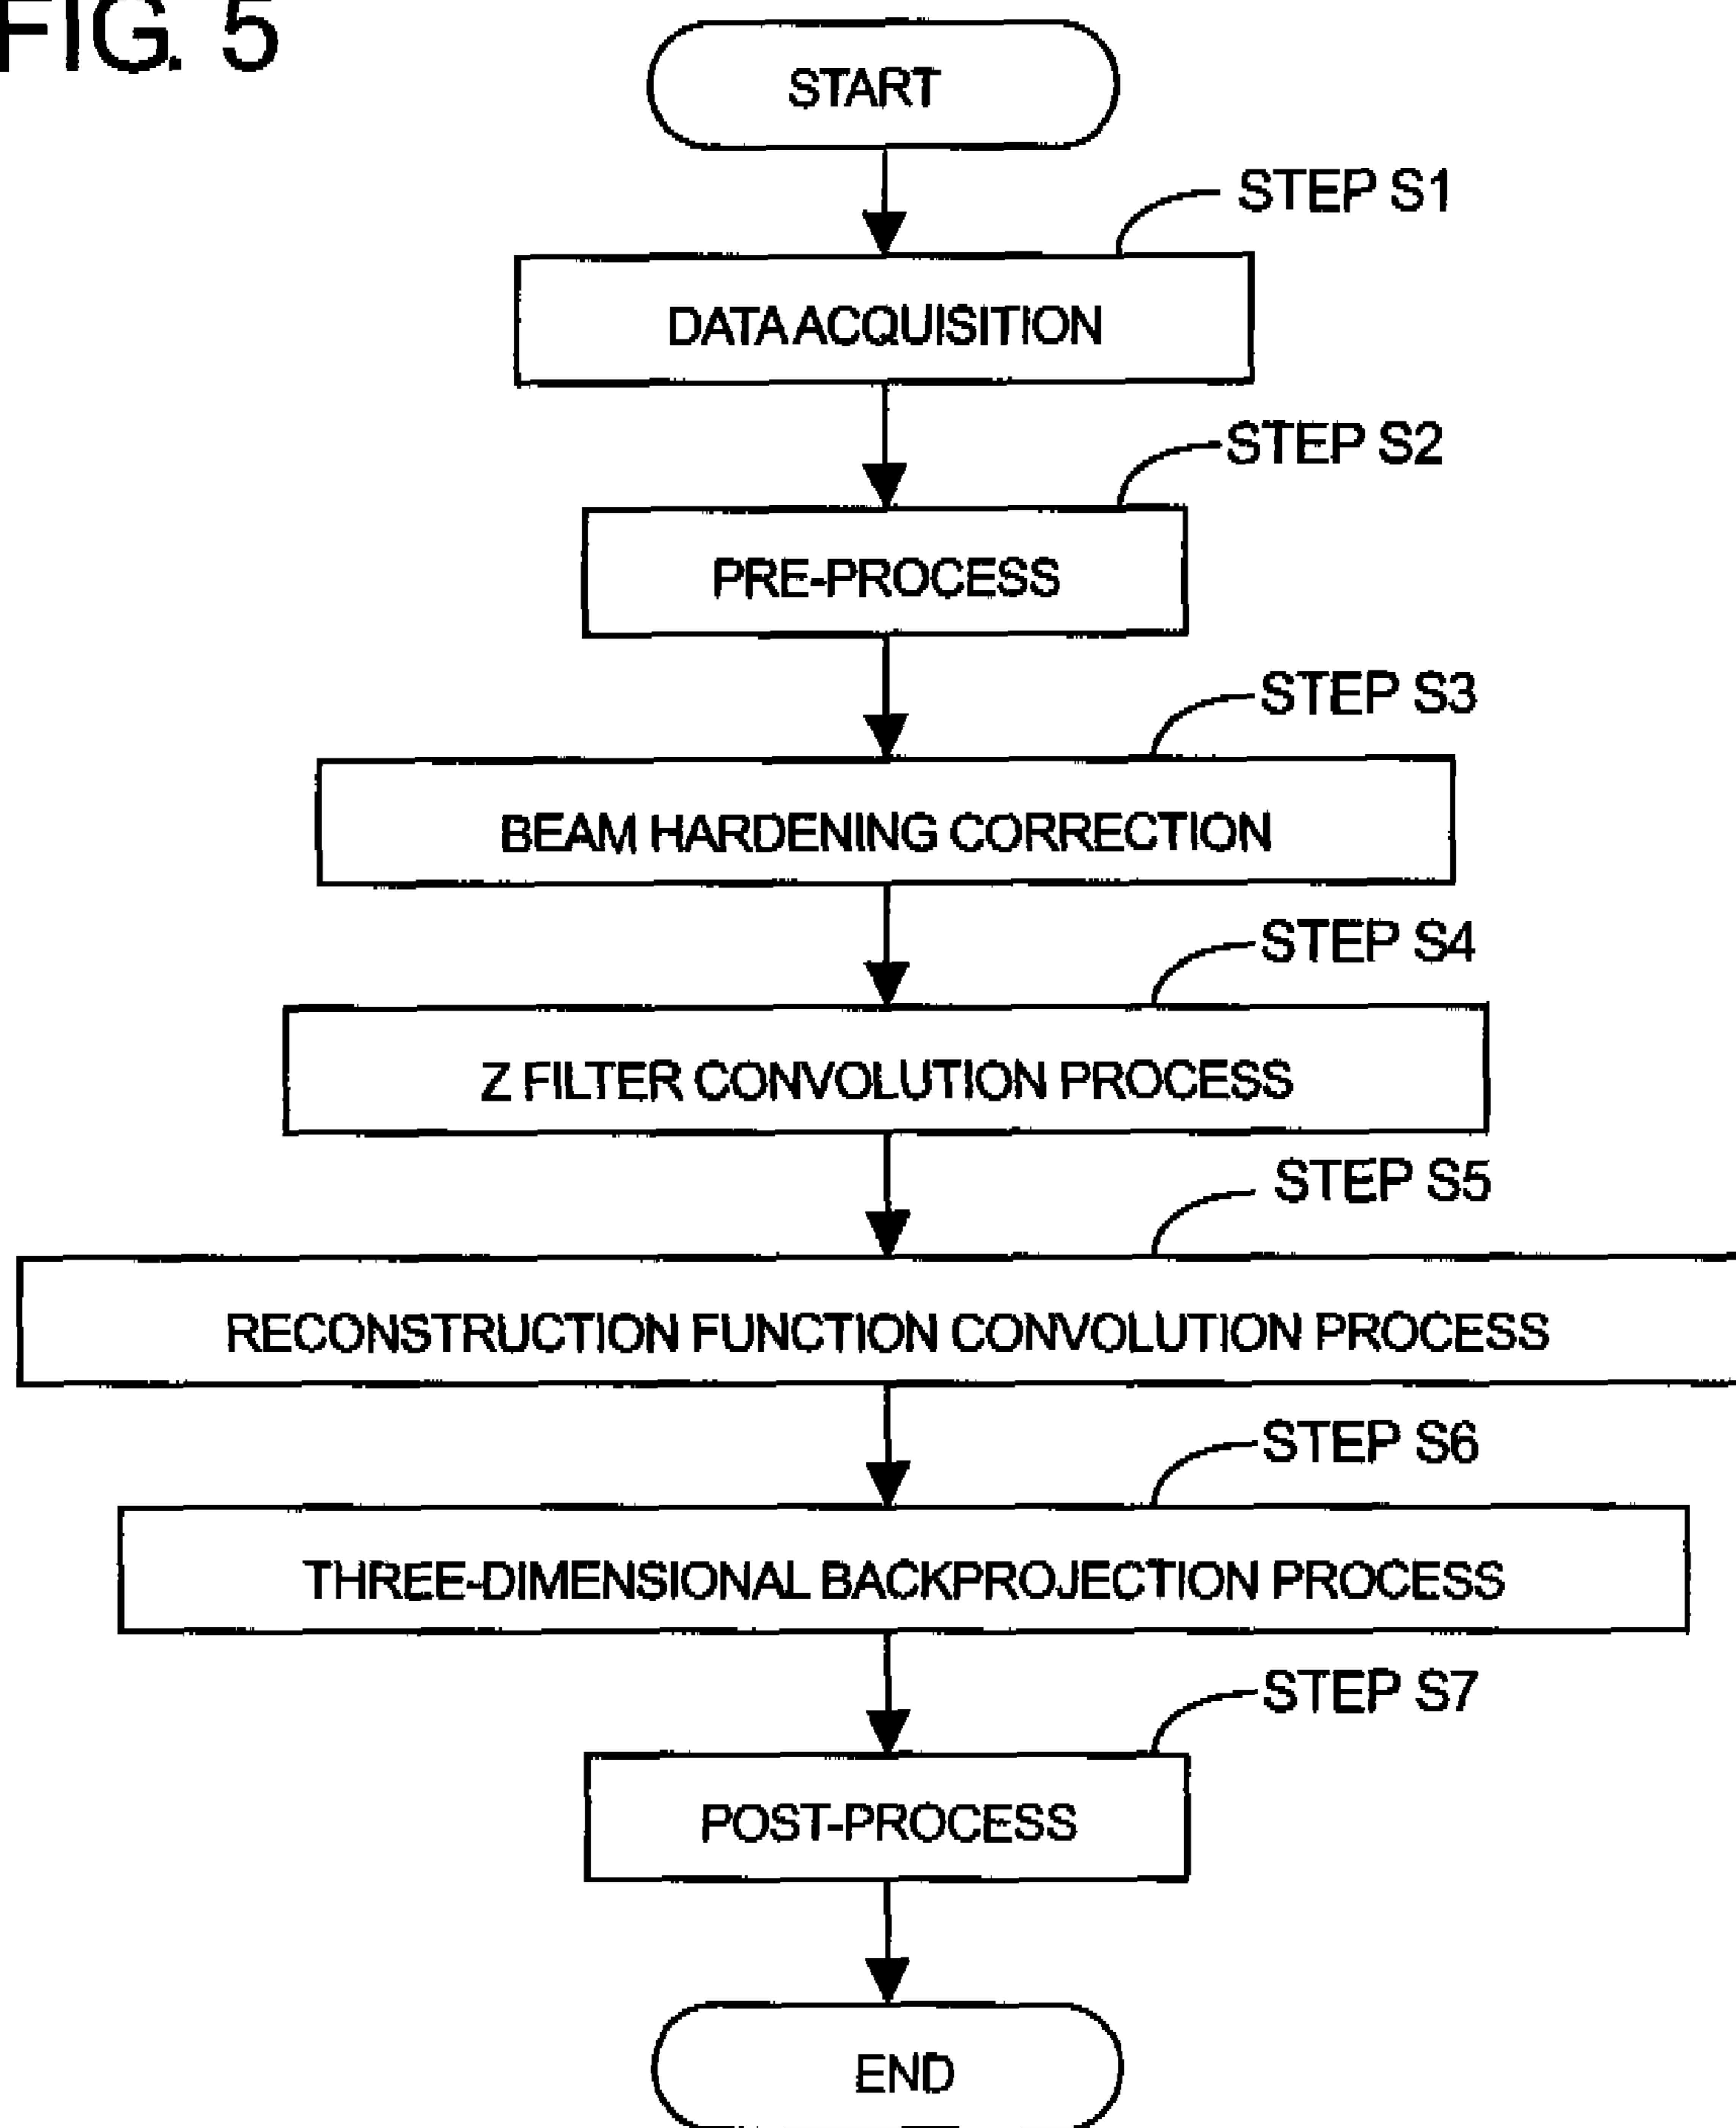 FIG. 5
START
STEP S1
DATA ACQUISITION
STEP S2
PRE-PROCESS
STEP S3
BEAM HARDENING CORRECTION
STEP S4
Z FILTER CONVOLUTION PROCESS
STEP S5
RECONSTRUCTION FUNCTION CONVOLUTION PROCESS
STEP S6
THREE-DIMENSIONAL BACKPROJECTION PROCESS
STEP S7
POST-PROCESS
END